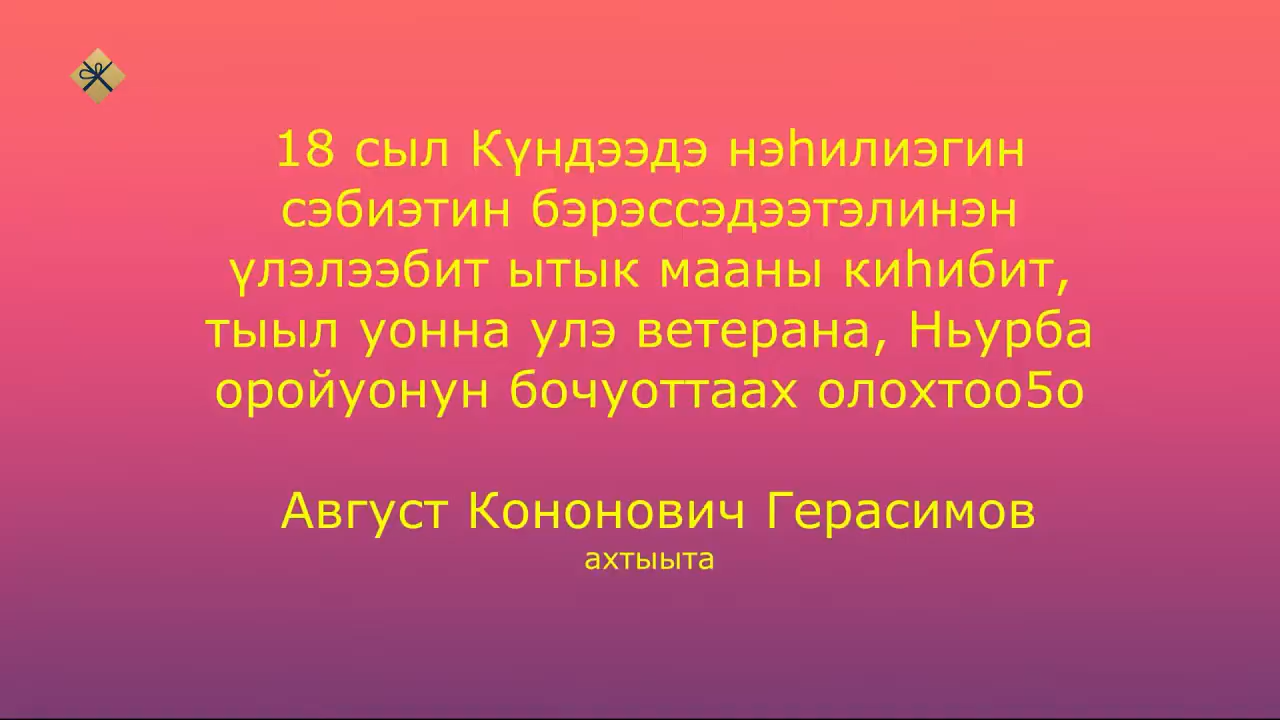 18 сыл Күндээдэ нэһилиэгин
сэбиэтин бэрэссэдээтэлинэн
үлэлээбит ытык мааны киһибит,
тыыл уонна улэ ветерана, Ньурба
оройуонун бочуоттаах олохтоо5о
Август Кононович Герасимов
ахтыыта